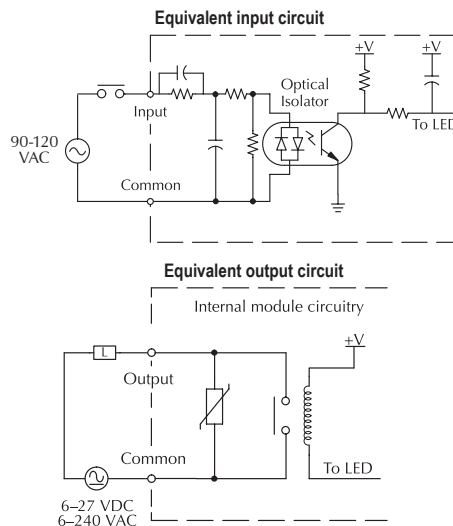 Equivalent input circuit
+V
+V
Optical
Isolator
Input
To LED
90-120
VAC
Common
Equivalent output circuit
Internal module circuitry
+V
L
Output
Common
To LED
6–27 VDC
6–240 VAC